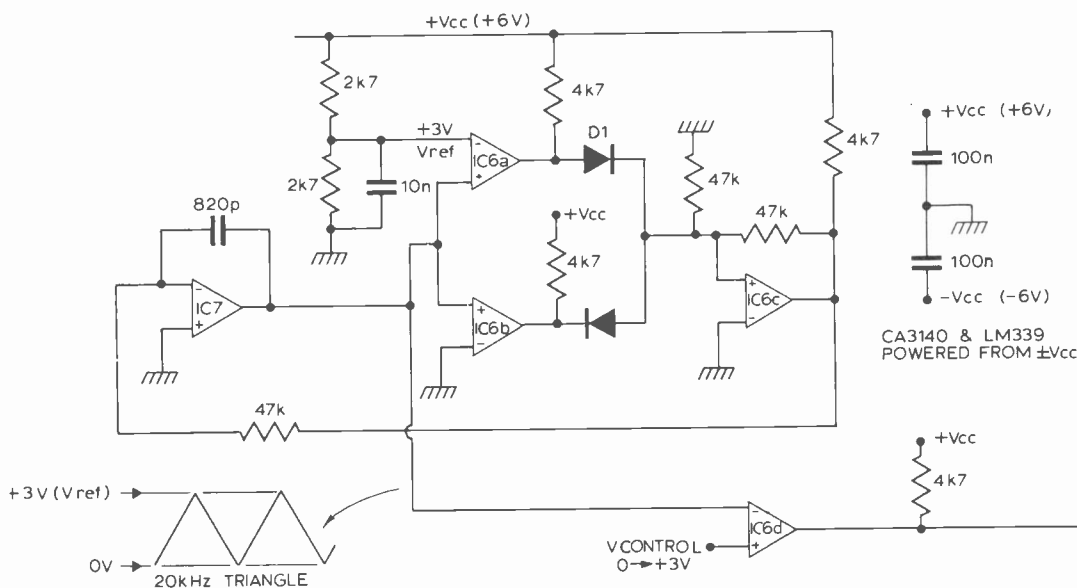 +Vcc (+6V)
2k7
4k7
+3V
Vref
D1
IC6a
2k7
10n
47k
4k7
+Vcc (+6V)
100n
820p
+Vcc
47k
4k7
100n
IC7
IC6b
IC6c
-Vcc (-6V)
CA3140 & LM339
POWERED FROM ±Vcc
47k
+Vcc
4k7
+3V (Vref)
IC6d
VCONTROL
0→+3V
0V
20kHz TRIANGLE
- + + - + - - + - +